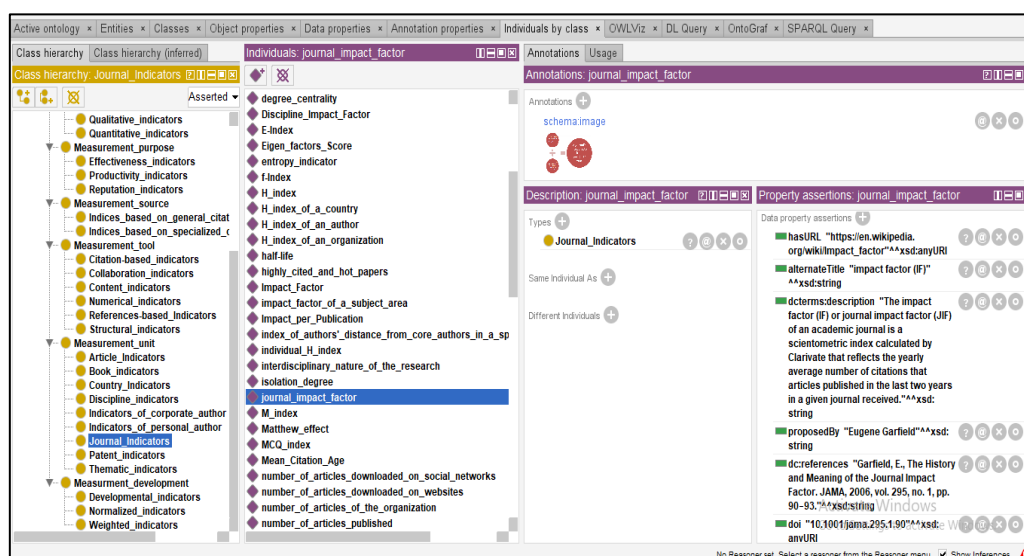 Active ontology × Entities × Classes × Object properties × Data properties × Annotation properties × Individuals by class × OWLViz × DL Query × OntoGraf × SPARQL Query ×
Class hierarchy Class hierarchy (inferred)
Class hierarchy: Journal_Indicators
Asserted
Qualitative_indicators
Quantitative_indicators
Measurement_purpose
Effectiveness_indicators
Productivity_indicators
Reputation_indicators
Measurement_source
Indices_based_on_general_citat
Indices_based_on_specialized_c
Measurement_tool
Citation-based_indicators
Collaboration_indicators
Content_indicators
Numerical_indicators
References-based_Indicators
Structural_indicators
Measurement_unit
Article_Indicators
Book_indicators
Country_Indicators
Discipline_indicators
Indicators_of_corporate_author
Indicators_of_personal_author
Journal_Indicators
Patent_indicators
Thematic_indicators
Measurment_development
Developmental_indicators
Normalized_indicators
Weighted_indicators
Individuals: journal_impact_factor
degree_centrality
Discipline_Impact_Factor
E-Index
Eigen_factors_Score
entropy_indicator
f-Index
H_index
H_index_of_a_country
H_index_of_an_author
H_index_of_an_organization
half-life
highly_cited_and_hot_papers
Impact_Factor
impact_factor_of_a_subject_area
Impact_per_Publication
index_of_authors'_distance_from_core_authors_in_a_sp
individual_H_index
interdisciplinary_nature_of_the_research
isolation_degree
journal_impact_factor
M_index
Matthew_effect
MCQ_index
Mean_Citation_Age
number_of_articles_downloaded_on_social_networks
number_of_articles_downloaded_on_websites
number_of_articles_of_the_organization
number_of_articles_published
Annotations Usage
Annotations: journal_impact_factor
Annotations
schema:image
Description: journal_impact_factor
Types
Journal_Indicators
Same Individual As
Different Individuals
Property assertions: journal_impact_factor
Data property assertions
hasURL "https://en.wikipedia.
org/wiki/Impact_factor"^^xsd:anyURI
alternateTitle "impact factor (IF)"
^^xsd:string
dcterms:description "The impact
factor (IF) or journal impact factor (JIF)
of an academic journal is a
scientometric index calculated by
Clarivate that reflects the yearly
average number of citations that
articles published in the last two years
in a given journal received."^^xsd:
string
proposedBy "Eugene Garfield"^^xsd:
string
dc:references "Garfield, E., The History
and Meaning of the Journal Impact
Factor. JAMA, 2006, vol. 295, no. 1, pp.
90–93."^^xsd:string
doi "10.1001/jama.295.1.90"^^xsd:
anyURI
No Reasoner set. Select a reasoner from the Reasoner menu Show Inferences